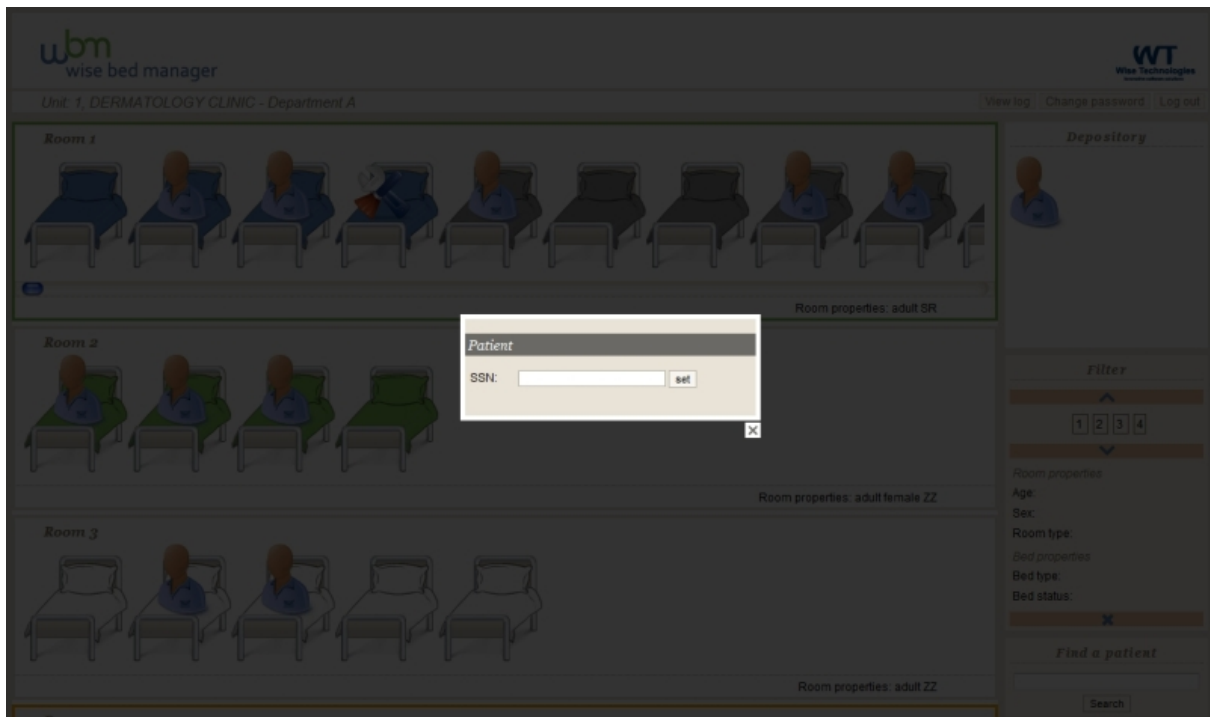 wbm
wise bed manager
WT
Wise Technologies
Unit: 1, DERMATOLOGY CLINIC - Department A
View log Change password Log out
Room 1
Room properties: adult SR
Room 2
Room properties: adult female ZZ
Room 3
Room properties: adult ZZ
Patient
SSN:
set
Depository
Filter
1 2 3 4
Room properties
Age:
Sex:
Room type:
Bed properties
Bed type:
Bed status:
Find a patient
Search